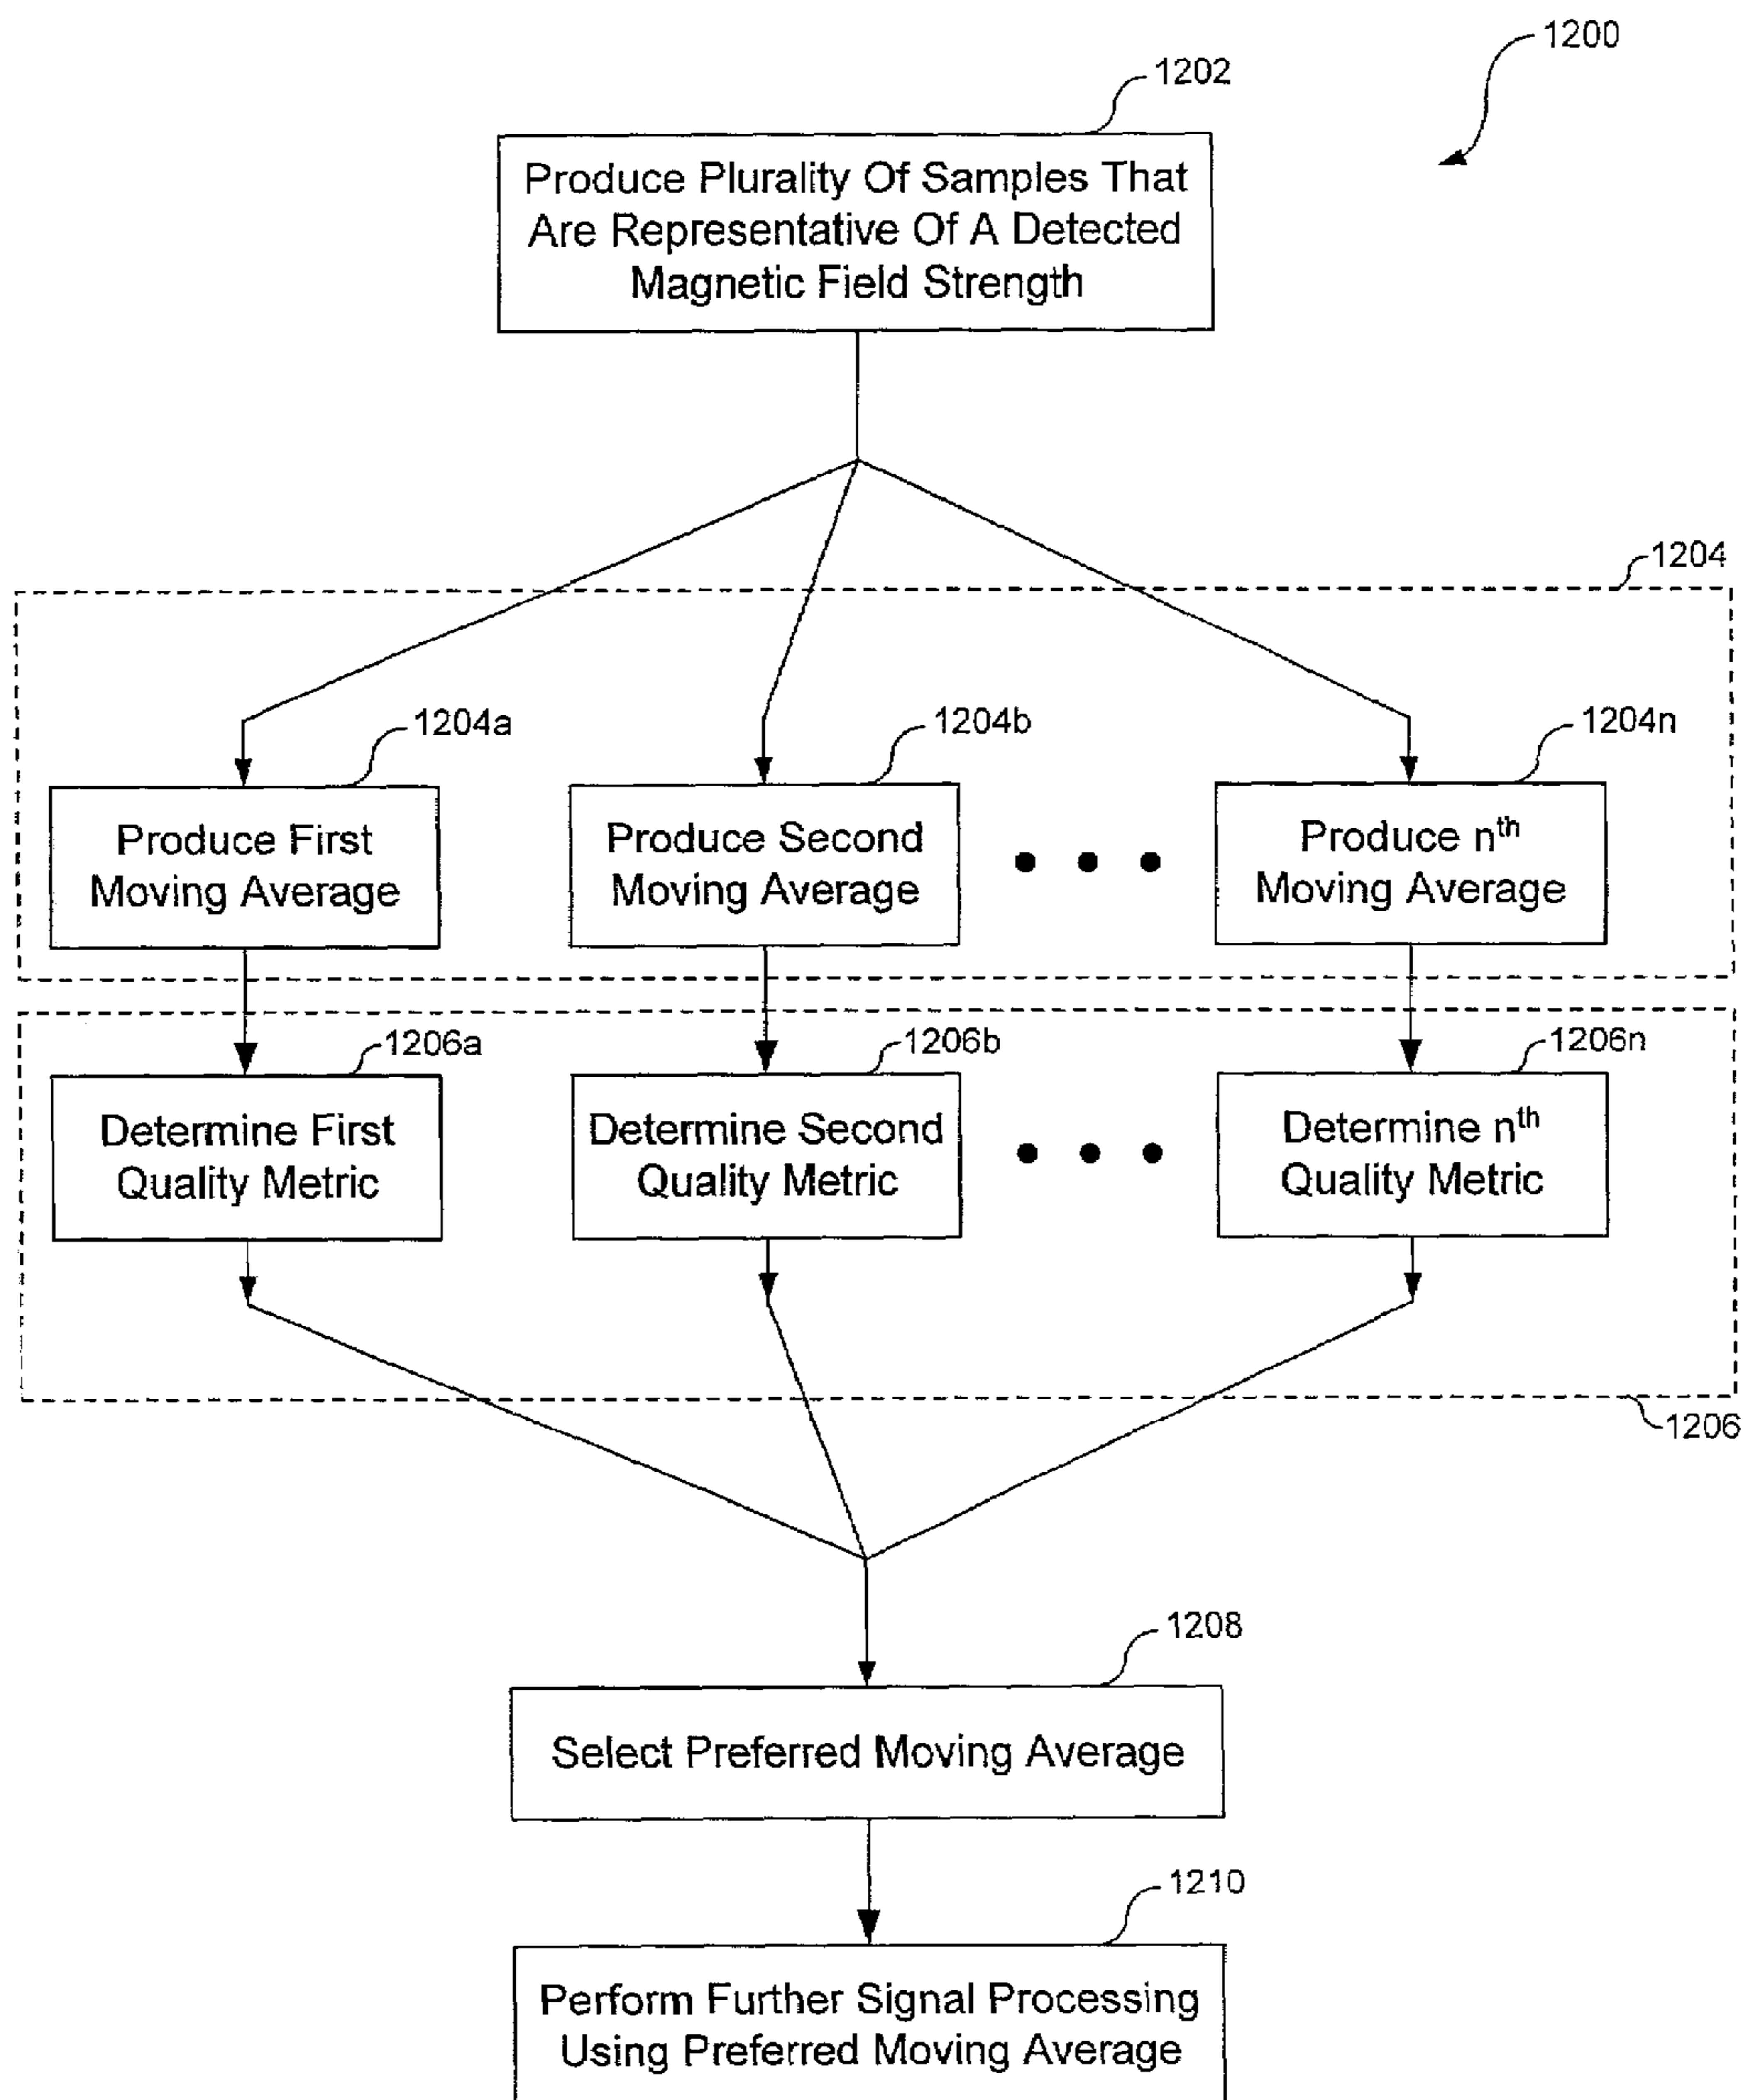 1200
1202
Produce Plurality Of Samples That
Are Representative Of A Detected
Magnetic Field Strength
1204
1204a
1204b
1204n
Produce First
Moving Average
Produce Second
Moving Average
• • •
Produce nth
Moving Average
1206a
1206b
1206n
Determine First
Quality Metric
Determine Second
Quality Metric
• • •
Determine nth
Quality Metric
1206
1208
Select Preferred Moving Average
1210
Perform Further Signal Processing
Using Preferred Moving Average